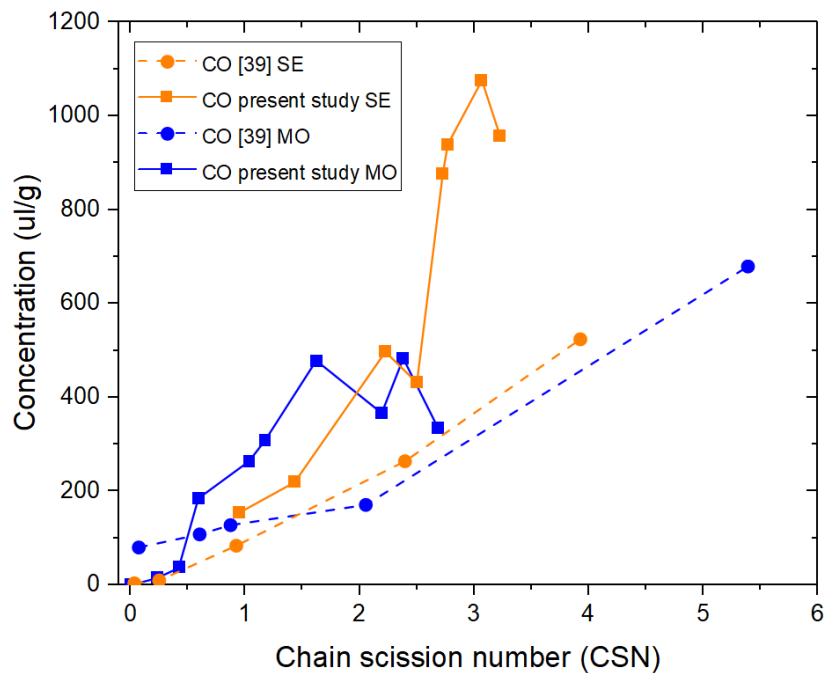 1200
1000
800
600
400
200
0
Concentration (ul/g)
CO [39] SE
CO present study SE
CO [39] MO
CO present study MO
0 1 2 3 4 5 6
Chain scission number (CSN)